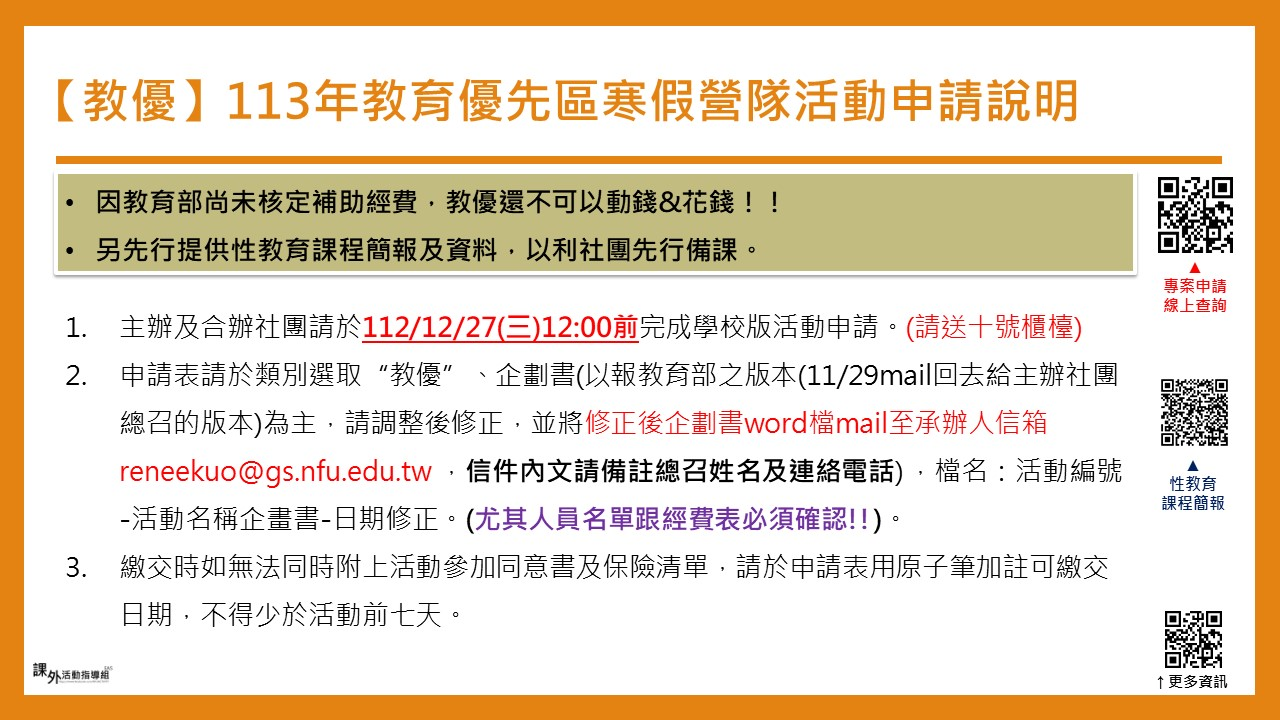 【教優】113年教育優先區寒假營隊活動申請說明
• 因教育部尚未核定補助經費，教優還不可以動錢&花錢！！
• 另先行提供性教育課程簡報及資料，以利社團先行備課。
▲
專案申請
線上查詢
1. 主辦及合辦社團請於112/12/27(三)12:00前完成學校版活動申請。(請送十號櫃檯)
2. 申請表請於類別選取“教優”、企劃書(以報教育部之版本(11/29mail回去給主辦社團
總召的版本)為主，請調整後修正，並將修正後企劃書word檔mail至承辦人信箱
reneekuo@gs.nfu.edu.tw ，信件內文請備註總召姓名及連絡電話) ，檔名：活動編號
-活動名稱企畫書-日期修正。(尤其人員名單跟經費表必須確認!!)。
▲
性教育
課程簡報
3. 繳交時如無法同時附上活動參加同意書及保險清單，請於申請表用原子筆加註可繳交
日期，不得少於活動前七天。
課外活動指導組
↑更多資訊